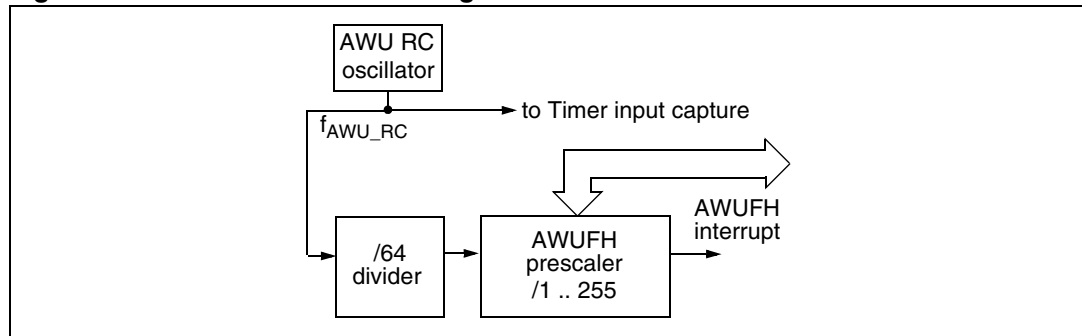 AWU RC
oscillator
to Timer input capture
fAWU_RC
AWUFH
interrupt
/64
divider
AWUFH
prescaler
/1 .. 255